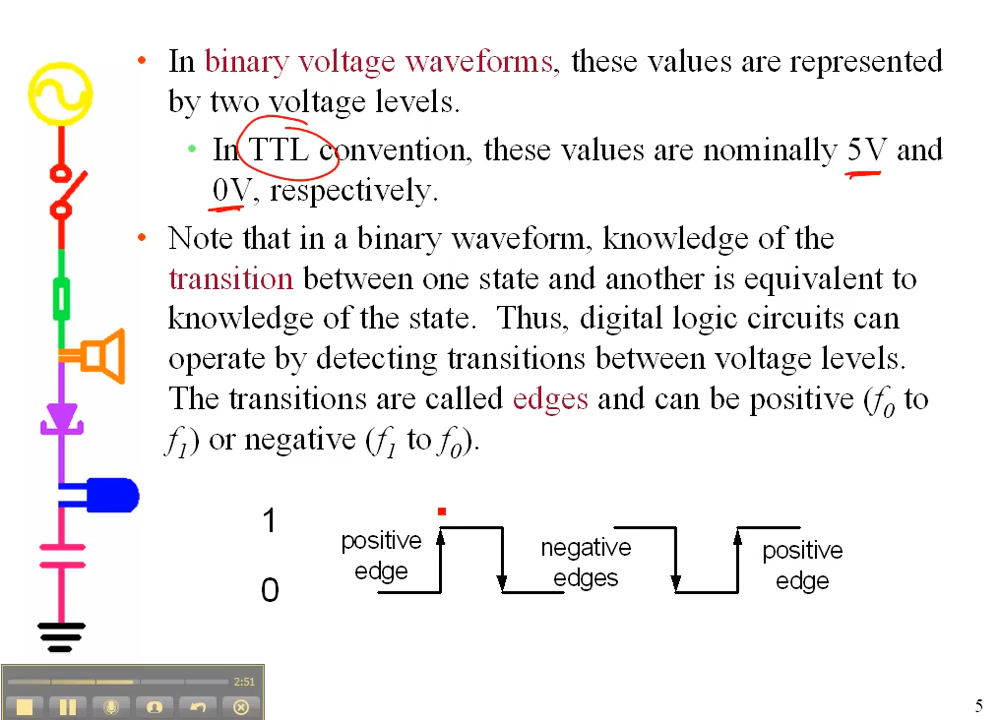 • In binary voltage waveforms, these values are represented
by two voltage levels.
• In TTL convention, these values are nominally 5V and
0V, respectively.
• Note that in a binary waveform, knowledge of the
transition between one state and another is equivalent to
knowledge of the state. Thus, digital logic circuits can
operate by detecting transitions between voltage levels.
The transitions are called edges and can be positive (f0 to
f1) or negative (f1 to f0).
1
positive
edge
negative
edges
positive
edge
0
2:51
5